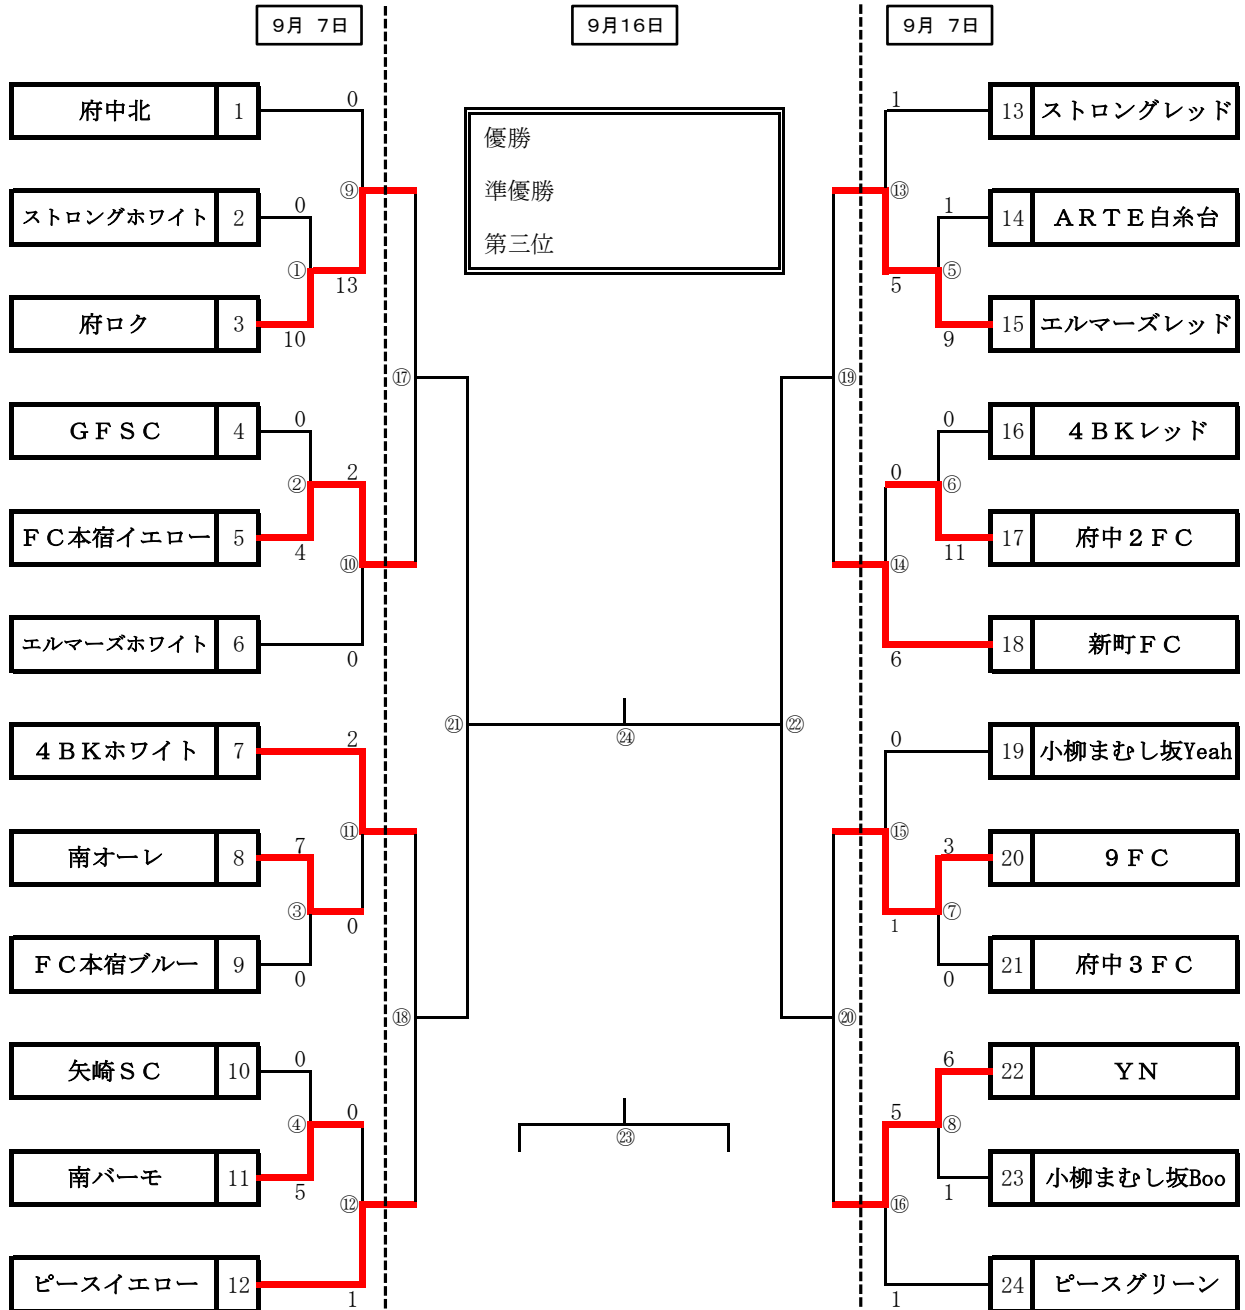 ９月　７日
９月１６日
９月　７日
優勝
準優勝
第三位
府中北 1
0
ストロングホワイト 2
0
⑨
①
13
府ロク 3
10
⑰
ＧＦＳＣ 4
0
②
2
ＦＣ本宿イエロー 5
4
⑩
エルマーズホワイト 6
0
㉑
４ＢＫホワイト 7
2
⑪
南オーレ 8
7
③
0
ＦＣ本宿ブルー 9
0
⑱
矢崎ＳＣ 10
0
④
0
南バーモ 11
5
⑫
ピースイエロー 12
1
㉔
㉓
1
13 ストロングレッド
⑬
1
14 ＡＲＴＥ白糸台
⑤
5
15 エルマーズレッド
9
⑲
0
16 ４ＢＫレッド
0
⑥
17 府中２ＦＣ
11
⑭
18 新町ＦＣ
6
㉒
0
19 小柳まむし坂Yeah
⑮
3
20 ９ＦＣ
⑦
1
21 府中３ＦＣ
0
⑳
6
22 ＹＮ
5
⑧
23 小柳まむし坂Boo
1
⑯
24 ピースグリーン
1